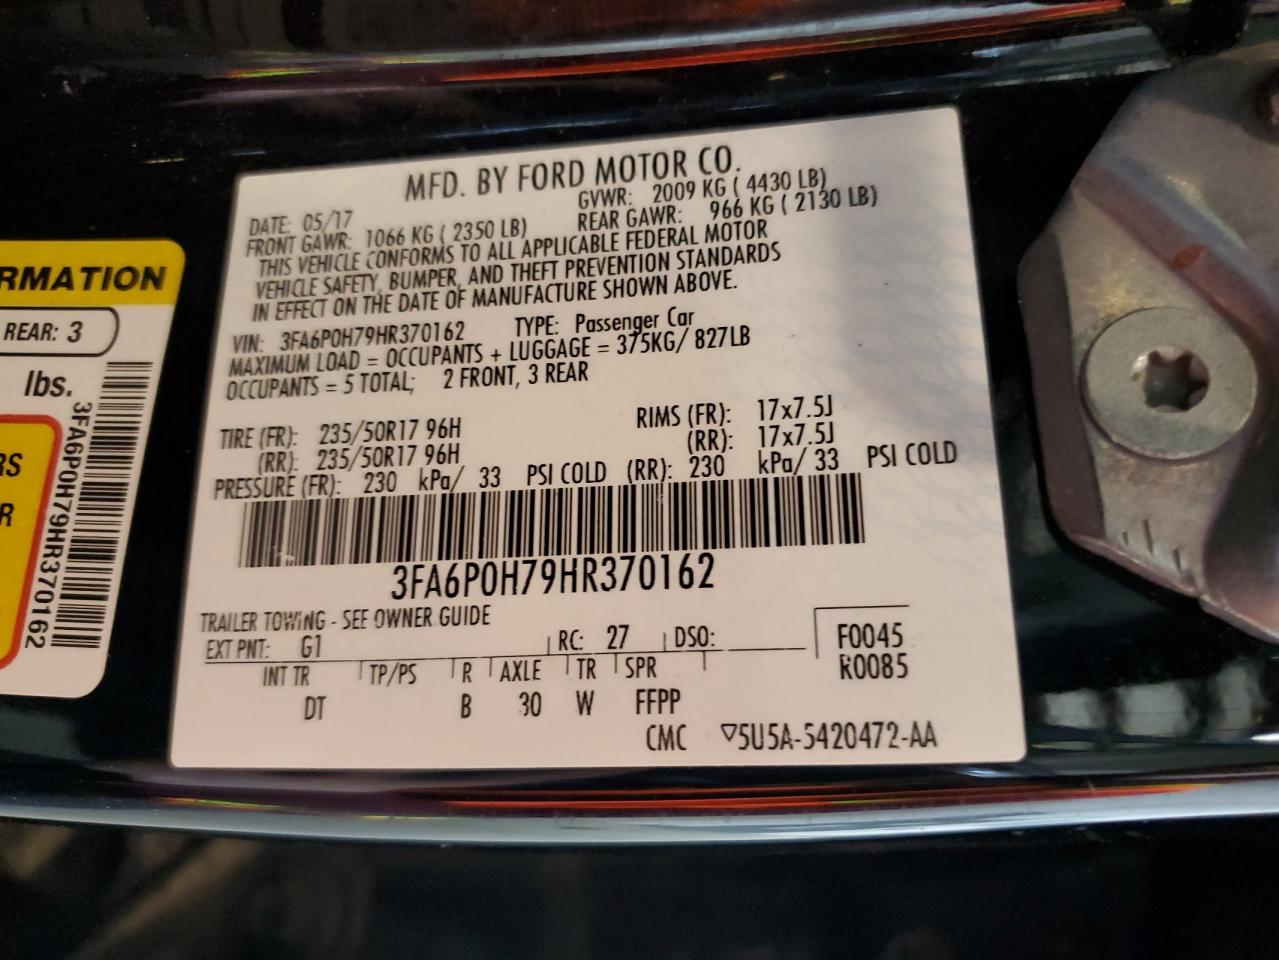 MFD. BY FORD MOTOR CO.
DATE: 05/17 GVWR: 2009 KG ( 4430 LB)
FRONT GAWR: 1066 KG ( 2350 LB) REAR GAWR: 966 KG ( 2130 LB)
THIS VEHICLE CONFORMS TO ALL APPLICABLE FEDERAL MOTOR
VEHICLE SAFETY, BUMPER, AND THEFT PREVENTION STANDARDS
IN EFFECT ON THE DATE OF MANUFACTURE SHOWN ABOVE.
VIN: 3FA6P0H79HR370162 TYPE: Passenger Car
MAXIMUM LOAD = OCCUPANTS + LUGGAGE = 375KG/ 827LB
OCCUPANTS = 5 TOTAL; 2 FRONT, 3 REAR
TIRE (FR): 235/50R17 96H RIMS (FR): 17x7.5J
(RR): 235/50R17 96H (RR): 17x7.5J
PRESSURE (FR): 230 kPa/ 33 PSI COLD (RR): 230 kPa/ 33 PSI COLD
3FA6P0H79HR370162
TRAILER TOWING - SEE OWNER GUIDE
EXT PNT: G1 RC: 27 DSO: F0045
INT TR TP/PS R AXLE TR SPR R0085
DT B 30 W FFPP
CMC ▽5U5A-5420472-AA
RMATION
REAR: 3
lbs.
RS
R
3FA6P0H79HR370162